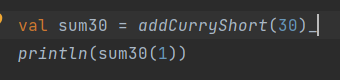 val sum30 = addCurryShort(30)_
println(sum30(1))